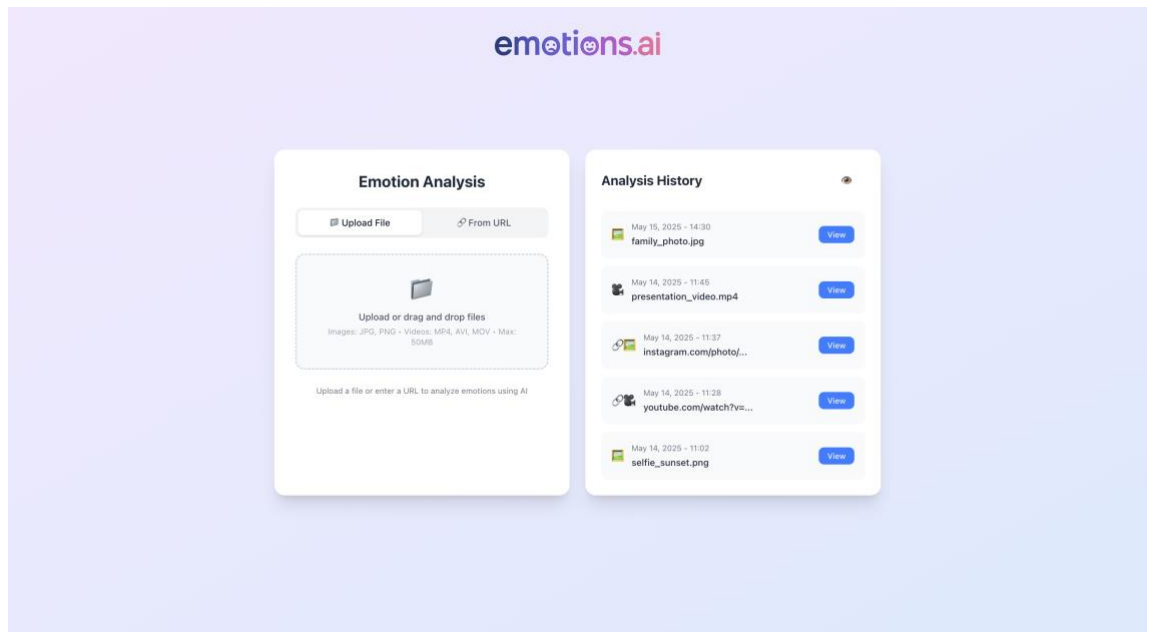 emotions.ai
Emotion Analysis
Upload File
From URL
Upload or drag and drop files
Images: JPG, PNG • Videos: MP4, AVI, MOV • Max:
50MB
Upload a file or enter a URL to analyze emotions using AI
Analysis History
May 15, 2025 - 14:30
family_photo.jpg
View
May 14, 2025 - 11:45
presentation_video.mp4
View
May 14, 2025 - 11:37
instagram.com/photo/...
View
May 14, 2025 - 11:28
youtube.com/watch?v=...
View
May 14, 2025 - 11:02
selfie_sunset.png
View